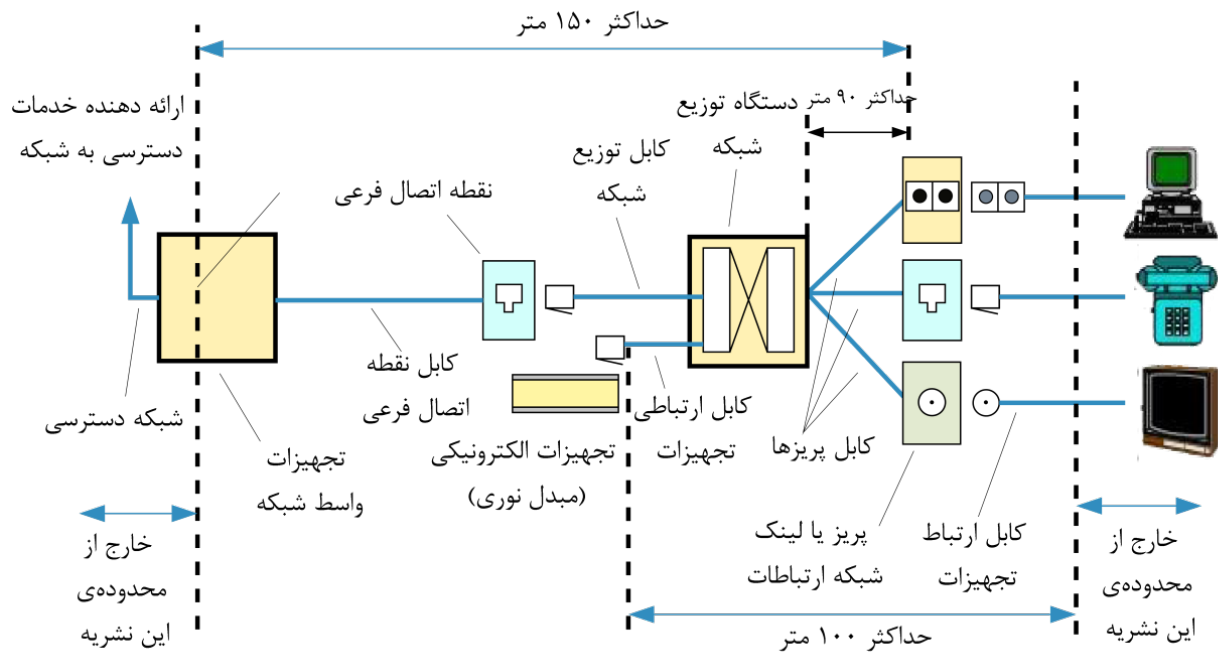 حداکثر ۱۵۰ متر
ارائه دهنده خدمات
دسترسی به شبکه
نقطه اتصال فرعی
کابل توزیع
شبکه
دستگاه توزیع
شبکه
حداکثر ۹۰ متر
شبکه دسترسی
تجهیزات
واسط شبکه
کابل نقطه
اتصال فرعی
تجهیزات الکترونیکی
(مبدل نوری)
کابل ارتباطی
تجهیزات
کابل پریزها
پریز یا لینک
شبکه ارتباطات
کابل ارتباط
تجهیزات
خارج از
محدوده‌ی
این نشریه
خارج از
محدوده‌ی
این نشریه
حداکثر ۱۰۰ متر